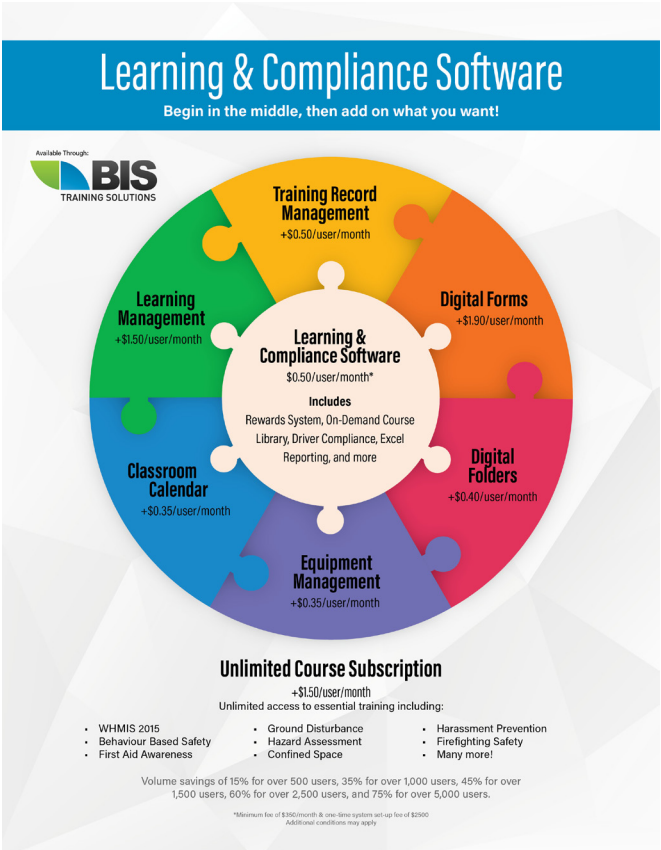 Learning & Compliance Software
Begin in the middle, then add on what you want!
Available Through:
BIS
TRAINING SOLUTIONS
Training Record
Management
+$0.50/user/month
Digital Forms
+$1.90/user/month
Learning
Management
+$1.50/user/month
Learning &
Compliance Software
$0.50/user/month*
Includes
Rewards System, On-Demand Course
Library, Driver Compliance, Excel
Reporting, and more
Classroom
Calendar
+$0.35/user/month
Digital
Folders
+$0.40/user/month
Equipment
Management
+$0.35/user/month
Unlimited Course Subscription
+$1.50/user/month
Unlimited access to essential training including:
• WHMIS 2015
• Behaviour Based Safety
• First Aid Awareness
• Ground Disturbance
• Hazard Assessment
• Confined Space
• Harassment Prevention
• Firefighting Safety
• Many more!
Volume savings of 15% for over 500 users, 35% for over 1,000 users, 45% for over
1,500 users, 60% for over 2,500 users, and 75% for over 5,000 users.
*Minimum fee of $350/month & one-time system set-up fee of $2500
Additional conditions may apply